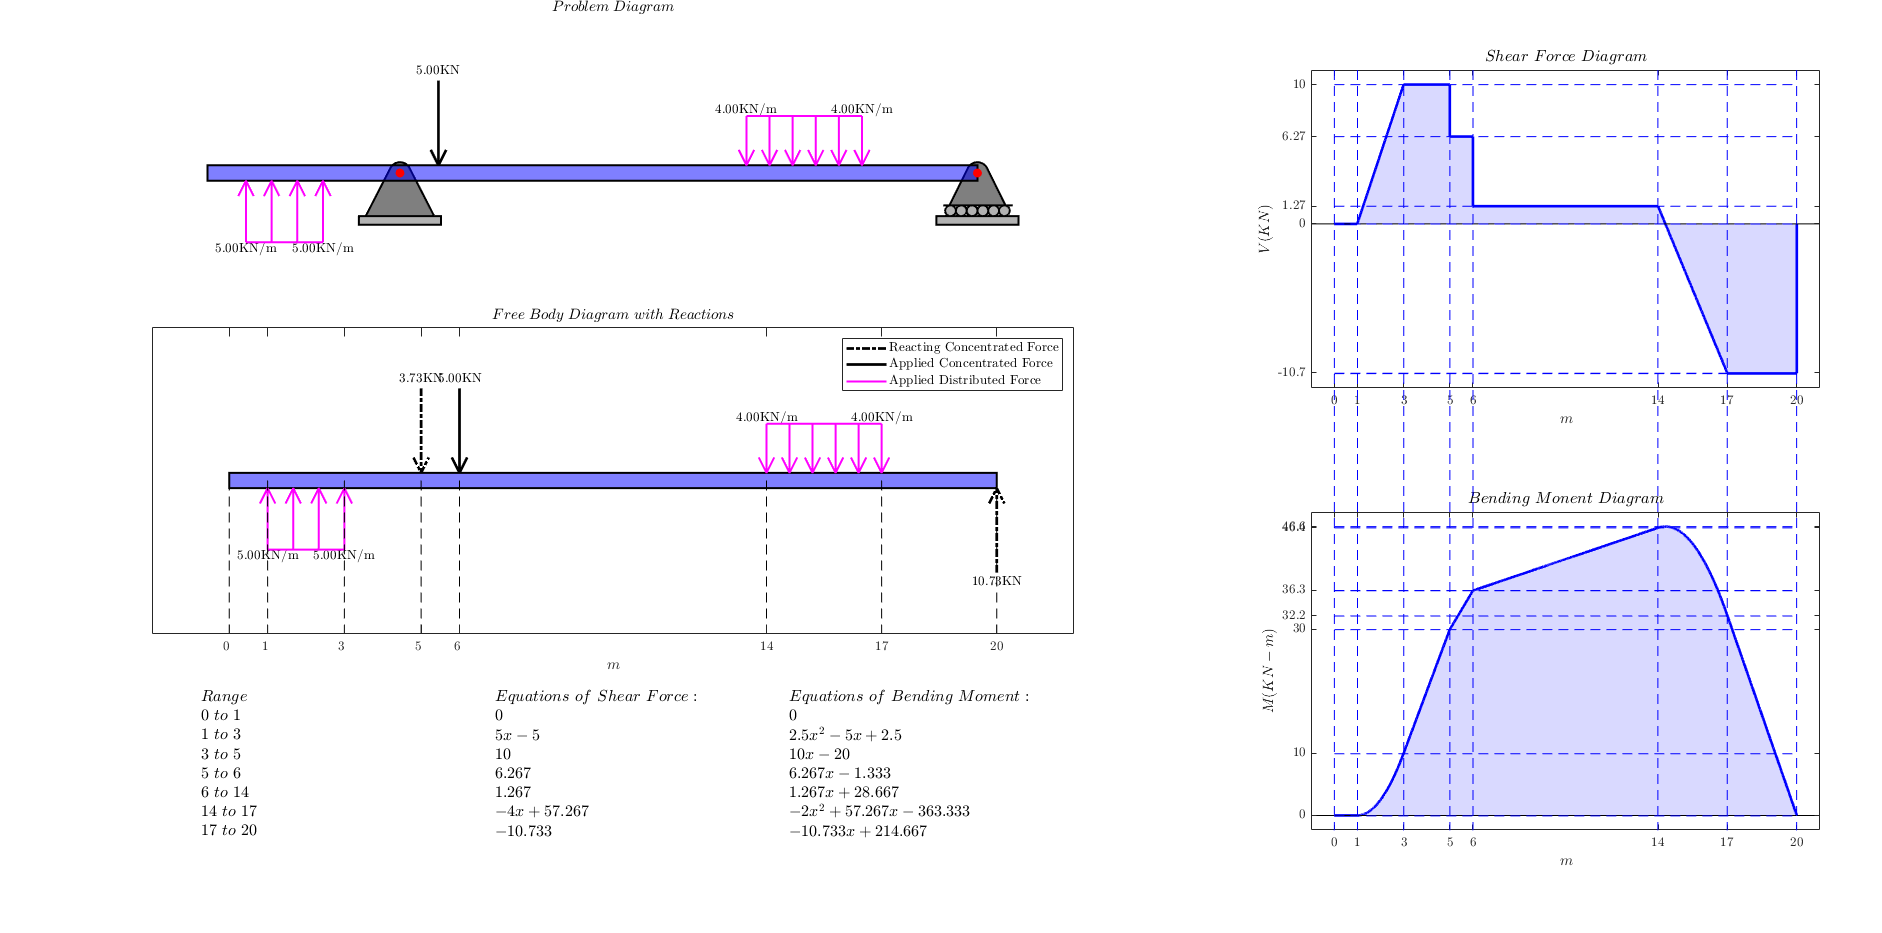 Problem Diagram
5.00KN
4.00KN/m 4.00KN/m
5.00KN/m 5.00KN/m
Free Body Diagram with Reactions
Reacting Concentrated Force
Applied Concentrated Force
Applied Distributed Force
3.73KN 5.00KN
4.00KN/m 4.00KN/m
5.00KN/m 5.00KN/m
10.73KN
0 1 3 5 6 14 17 20
m
Range Equations of Shear Force : Equations of Bending Moment :
0 to 1 0 0
1 to 3 5x − 5 2.5x² − 5x + 2.5
3 to 5 10 10x − 20
5 to 6 6.267 6.267x − 1.333
6 to 14 1.267 1.267x + 28.667
14 to 17 −4x + 57.267 −2x² + 57.267x − 363.333
17 to 20 −10.733 −10.733x + 214.667
Shear Force Diagram
10
6.27
1.27
0
-10.7
V(KN)
0 1 3 5 6 14 17 20
m
Bending Monent Diagram
36.3
32.2
30
10
0
M(KN − m)
0 1 3 5 6 14 17 20
m